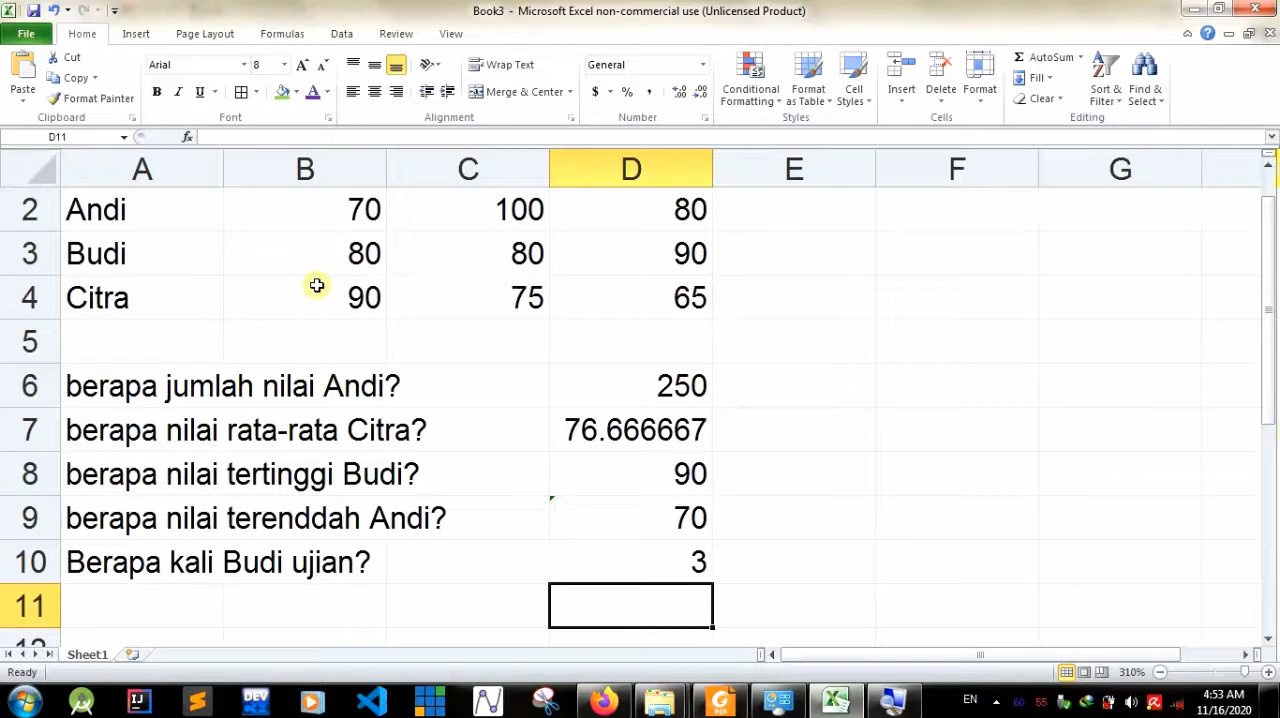 Book3 - Microsoft Excel non-commercial use (Unlicensed Product)
File Home Insert Page Layout Formulas Data Review View
Paste
Cut
Copy
Format Painter
Clipboard
Arial 8
B I U
Font
Wrap Text
Merge & Center
Alignment
General
$ % ,
Number
Conditional Formatting
Format as Table
Cell Styles
Styles
Insert Delete Format
Cells
AutoSum
Fill
Clear
Sort & Filter
Find & Select
Editing
D11 fx
A B C D E F G
2 Andi 70 100 80
3 Budi 80 80 90
4 Citra 90 75 65
5
6 berapa jumlah nilai Andi? 250
7 berapa nilai rata-rata Citra? 76.666667
8 berapa nilai tertinggi Budi? 90
9 berapa nilai terenddah Andi? 70
10 Berapa kali Budi ujian? 3
11
12
Sheet1
Ready 310%
EN 60 55 4:53 AM
11/16/2020